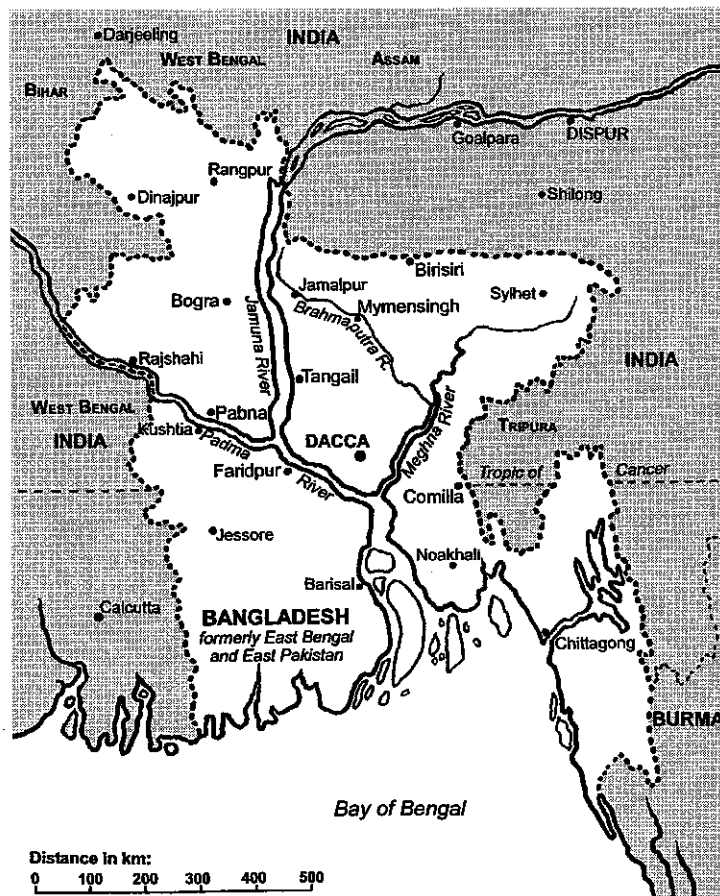 Darjeeling
INDIA
WEST BENGAL
ASSAM
BIHAR
Goalpara
DISPUR
Rangpur
Dinajpur
Shilong
Birisiri
Jamalpur
Sylhet
Bogra
Mymensingh
Jamuna River
Brahmaputra R.
Rajshahi
INDIA
Tangail
WEST BENGAL
INDIA
Pabna
Kushtia
Padma River
DACCA
Meghna River
TRIPURA
Faridpur
Tropic of Cancer
Comilla
Jessore
Noakhali
Barisal
Calcutta
BANGLADESH
formerly East Bengal
and East Pakistan
Chittagong
BURMA
Bay of Bengal
Distance in km:
0 100 200 300 400 500